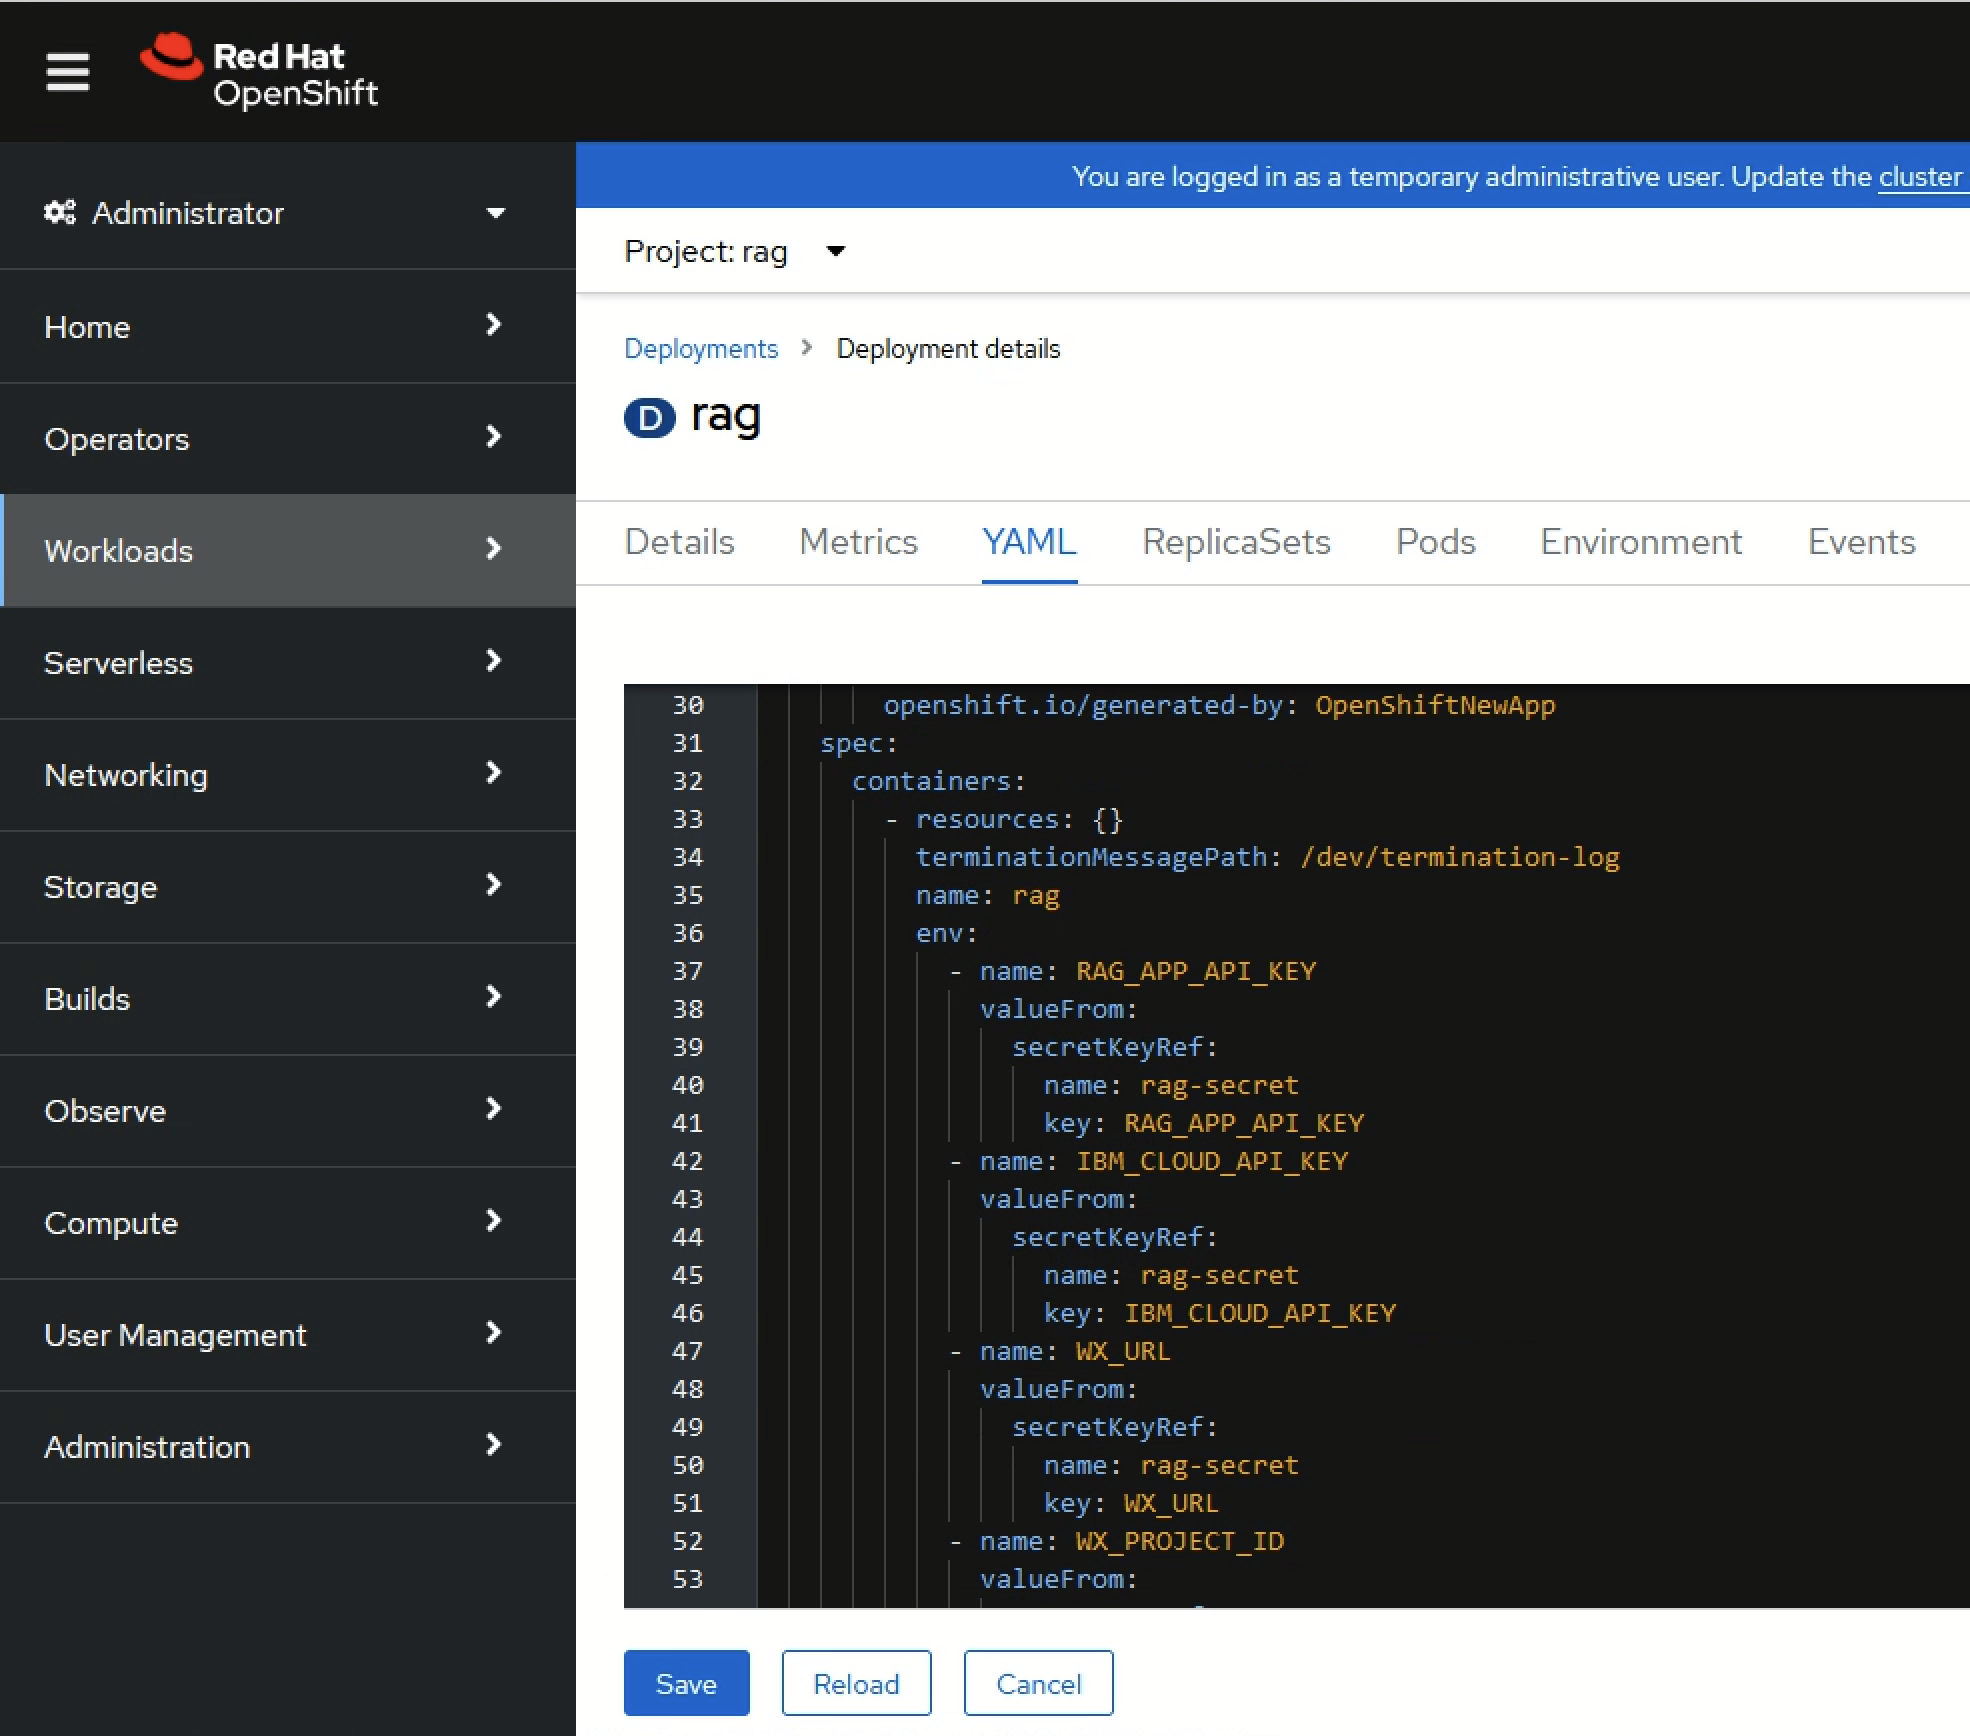 Red Hat
OpenShift
You are logged in as a temporary administrative user. Update the cluster
Administrator
Home
Operators
Workloads
Serverless
Networking
Storage
Builds
Observe
Compute
User Management
Administration
Project: rag
Deployments > Deployment details
D rag
Details Metrics YAML ReplicaSets Pods Environment Events
30 openshift.io/generated-by: OpenShiftNewApp
31 spec:
32 containers:
33 - resources: {}
34 terminationMessagePath: /dev/termination-log
35 name: rag
36 env:
37 - name: RAG_APP_API_KEY
38 valueFrom:
39 secretKeyRef:
40 name: rag-secret
41 key: RAG_APP_API_KEY
42 - name: IBM_CLOUD_API_KEY
43 valueFrom:
44 secretKeyRef:
45 name: rag-secret
46 key: IBM_CLOUD_API_KEY
47 - name: WX_URL
48 valueFrom:
49 secretKeyRef:
50 name: rag-secret
51 key: WX_URL
52 - name: WX_PROJECT_ID
53 valueFrom:
Save Reload Cancel